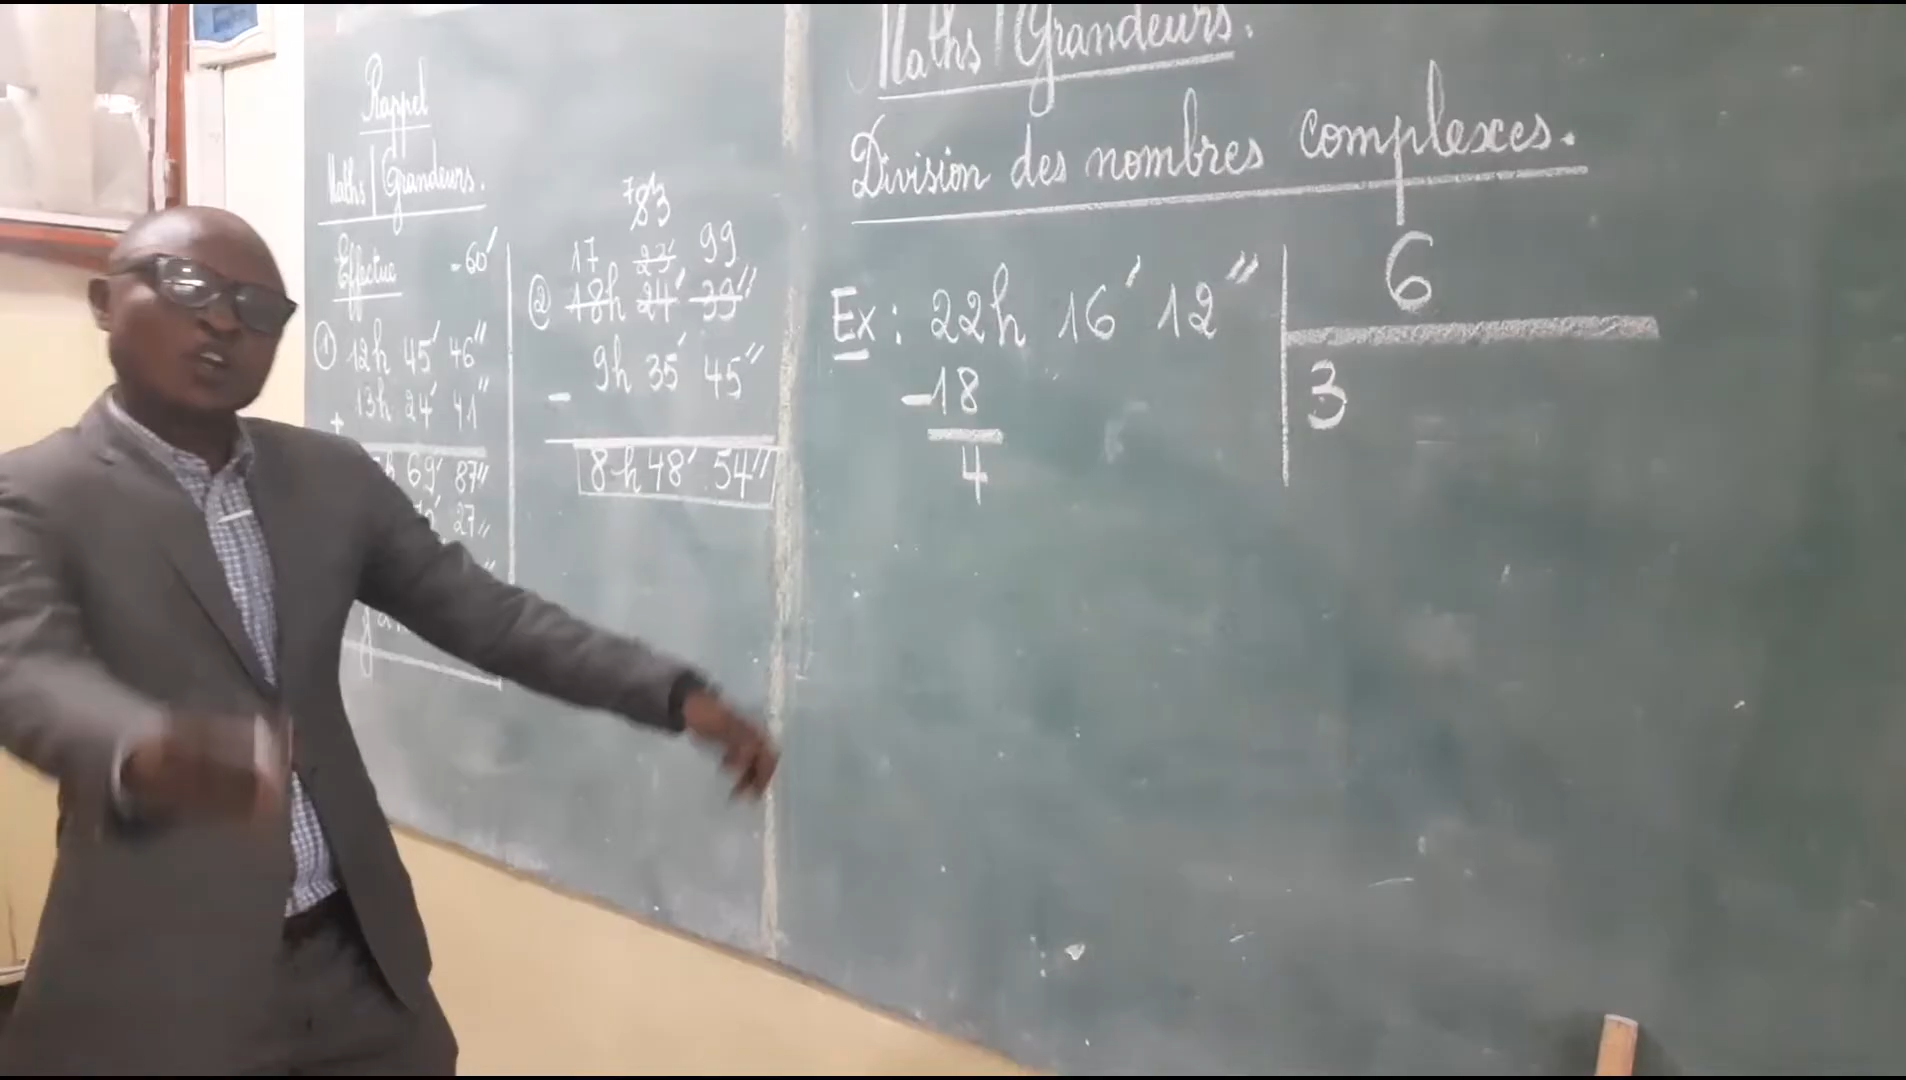 Rappel
Maths | Grandeurs.
Effectue
-60'
① 12h 45' 46"
+ 13h 24' 41"
h 69' 87"
27"
783
17 23' 99
② 18h 24' 39"
- 9h 35' 45"
8h 48' 54"
Maths | Grandeurs.
Division des nombres complexes.
Ex : 22h 16' 12" 6
-18 3
4